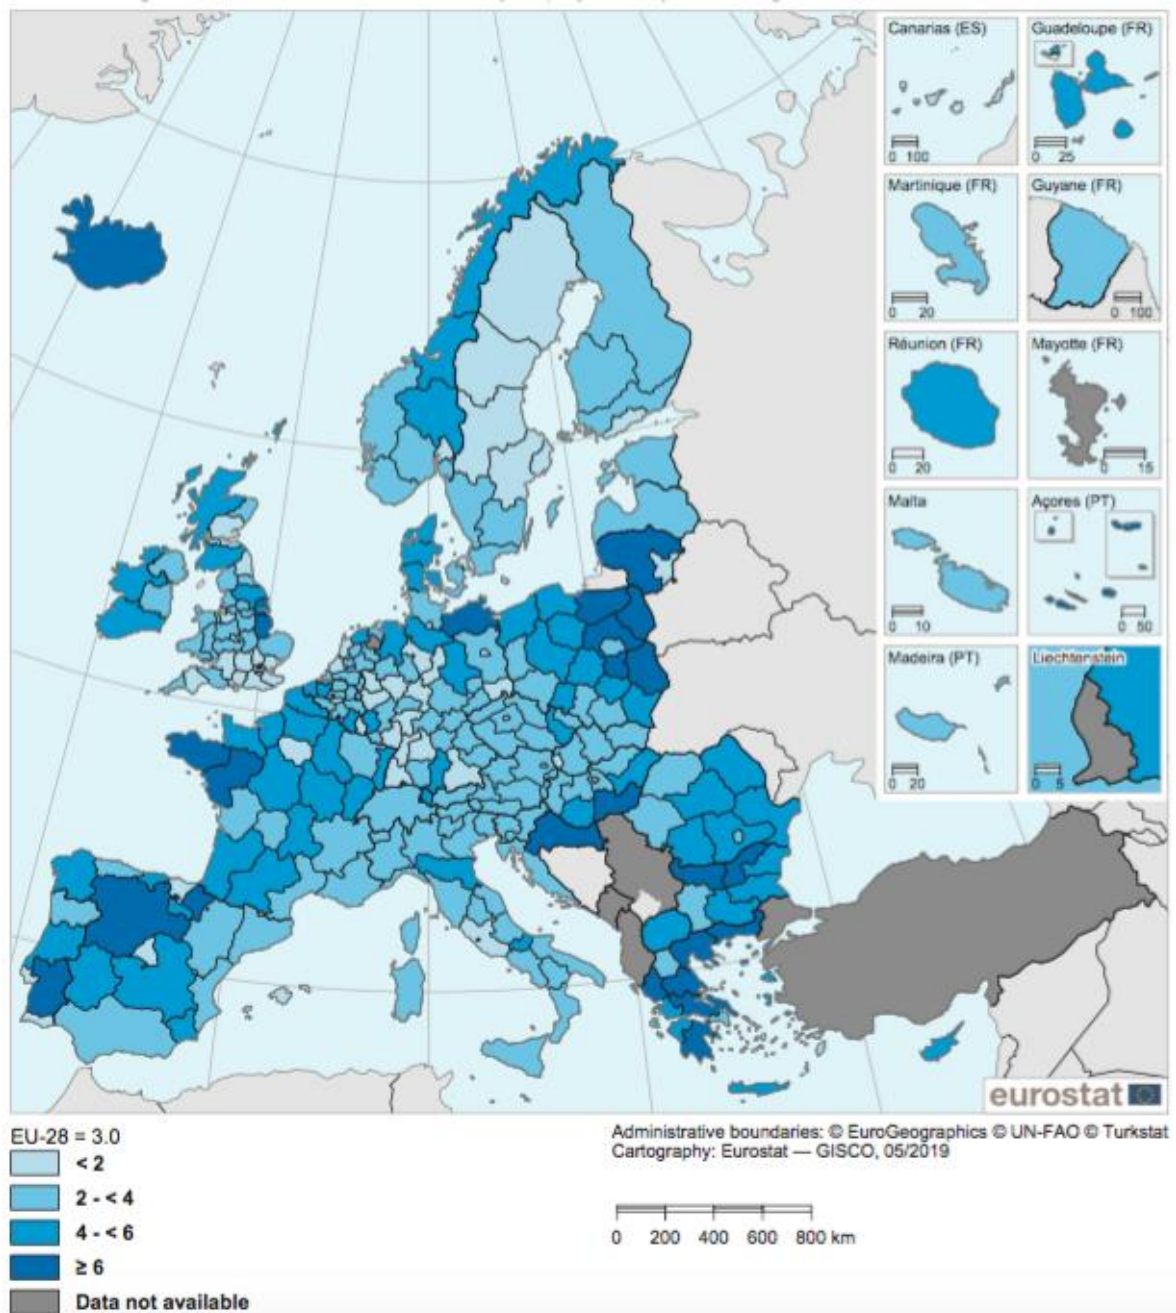 Canarias (ES)
0 100
Guadeloupe (FR)
0 25
Martinique (FR)
0 20
Guyane (FR)
0 100
Réunion (FR)
0 20
Mayotte (FR)
0 15
Malta
0 10
Açores (PT)
0 50
Madeira (PT)
0 20
Liechtenstein
0 5
eurostat
EU-28 = 3.0
< 2
2 - < 4
4 - < 6
≥ 6
Data not available
Administrative boundaries: © EuroGeographics © UN-FAO © Turkstat
Cartography: Eurostat — GISCO, 05/2019
0 200 400 600 800 km